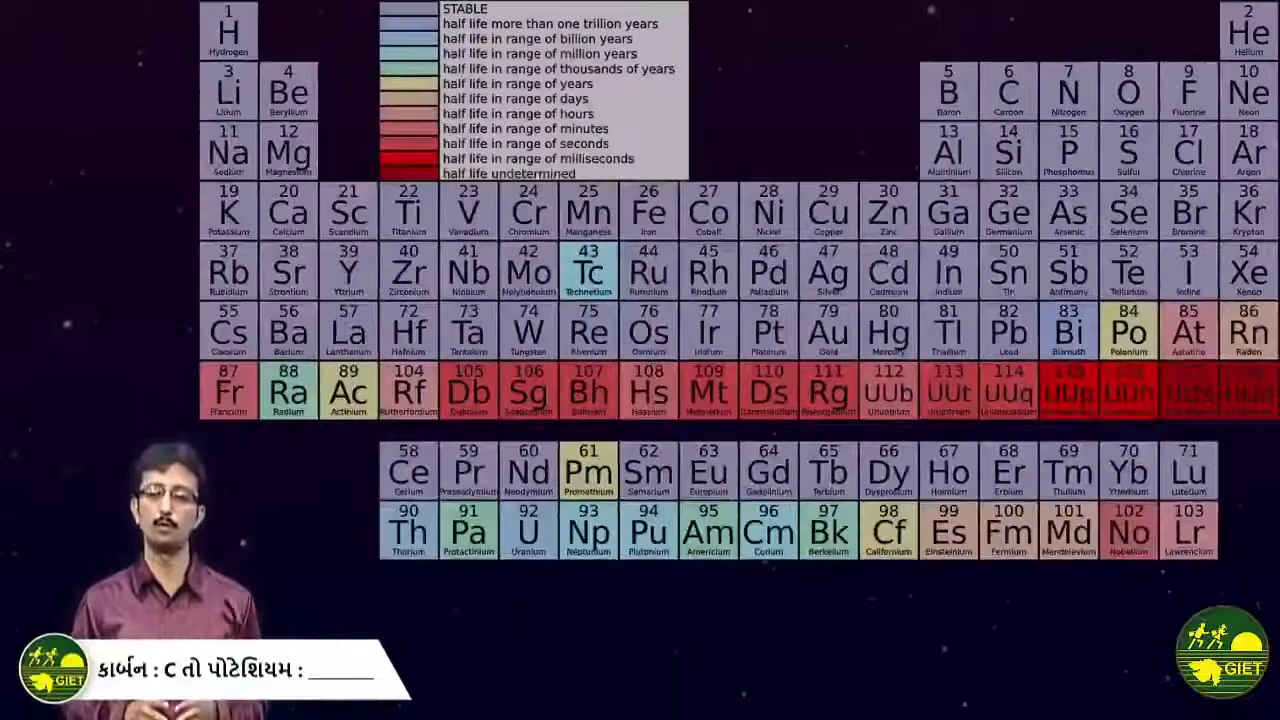 STABLE
half life more than one trillion years
half life in range of billion years
half life in range of million years
half life in range of thousands of years
half life in range of years
half life in range of days
half life in range of hours
half life in range of minutes
half life in range of seconds
half life in range of milliseconds
half life undetermined
1 2
H He
Hydrogen Helium
3 4 5 6 7 8 9 10
Li Be B C N O F Ne
Litium Beryllium Boron Carbon Nitrogen Oxygen Fluorine Neon
11 12 13 14 15 16 17 18
Na Mg Al Si P S Cl Ar
Sodium Magnesium Aluminium Silicon Phosphorous Sulfur Chlorine Argon
19 20 21 22 23 24 25 26 27 28 29 30 31 32 33 34 35 36
K Ca Sc Ti V Cr Mn Fe Co Ni Cu Zn Ga Ge As Se Br Kr
Potassium Calcium Scandium Titanium Vanadium Chromium Manganese Iron Cobalt Nickel Copper Zinc Gallium Germanium Arsenic Selenium Bromine Krypton
37 38 39 40 41 42 43 44 45 46 47 48 49 50 51 52 53 54
Rb Sr Y Zr Nb Mo Tc Ru Rh Pd Ag Cd In Sn Sb Te I Xe
Rubidium Strontium Yttrium Zirconium Niobium Molybdenum Technetium Rutenium Rhodium Palladium Silver Cadmium Indium Tin Antimony Tellurium Iodine Xenon
55 56 57 72 73 74 75 76 77 78 79 80 81 82 83 84 85 86
Cs Ba La Hf Ta W Re Os Ir Pt Au Hg Tl Pb Bi Po At Rn
Caesium Barium Lanthanum Hafnium Tantalum Tungsten Rhenium Osmium Iridium Platinum Gold Mercury Thallium Lead Bismuth Polonium Astatine Radon
87 88 89 104 105 106 107 108 109 110 111 112 113 114
Fr Ra Ac Rf Db Sg Bh Hs Mt Ds Rg UUb UUt UUq
Francium Radium Actinium Rutherfordium Dubnium Seaborgium Bohrium Hassium Meitnerium Darmstadtium Roentgenium Ununbium Ununtrium
58 59 60 61 62 63 64 65 66 67 68 69 70 71
Ce Pr Nd Pm Sm Eu Gd Tb Dy Ho Er Tm Yb Lu
Cerium Praseodymium Neodymium Promethium Samarium Europium Gadolinium Terbium Dysprosium Holmium Erbium Thulium Ytterbium Lutetium
90 91 92 93 94 95 96 97 98 99 100 101 102 103
Th Pa U Np Pu Am Cm Bk Cf Es Fm Md No Lr
Thorium Protactinium Uranium Neptunium Plutonium Americium Curium Berkelium Californium Einsteinium Fermium Mendelevium Nobelium Lawrencium
કાર્બન : C તો પોટેશિયમ : ______
GIET
GIET